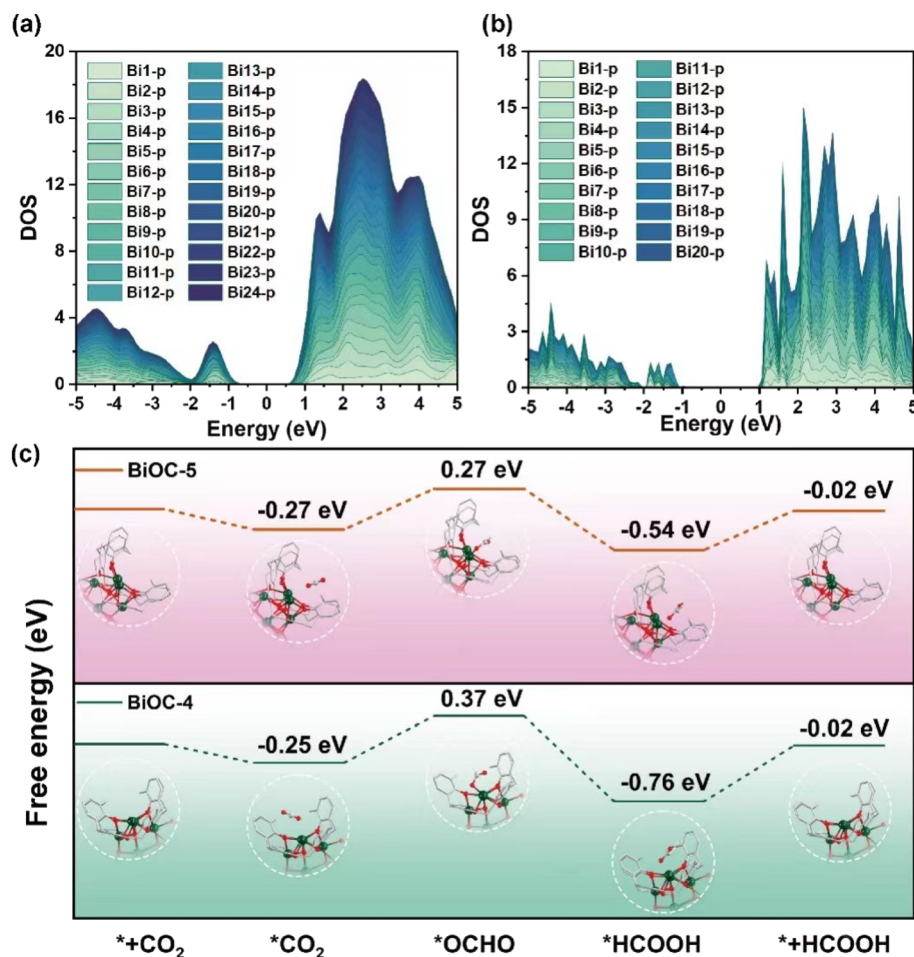 (a)
20
16
12
8
4
0
DOS
Bi1-p
Bi2-p
Bi3-p
Bi4-p
Bi5-p
Bi6-p
Bi7-p
Bi8-p
Bi9-p
Bi10-p
Bi11-p
Bi12-p
Bi13-p
Bi14-p
Bi15-p
Bi16-p
Bi17-p
Bi18-p
Bi19-p
Bi20-p
Bi21-p
Bi22-p
Bi23-p
Bi24-p
-5 -4 -3 -2 -1 0 1 2 3 4 5
Energy (eV)
(b)
18
15
12
9
6
3
0
DOS
Bi1-p
Bi2-p
Bi3-p
Bi4-p
Bi5-p
Bi6-p
Bi7-p
Bi8-p
Bi9-p
Bi10-p
Bi11-p
Bi12-p
Bi13-p
Bi14-p
Bi15-p
Bi16-p
Bi17-p
Bi18-p
Bi19-p
Bi20-p
-5 -4 -3 -2 -1 0 1 2 3 4 5
Energy (eV)
(c)
Free energy (eV)
BiOC-5
-0.27 eV
0.27 eV
-0.54 eV
-0.02 eV
BiOC-4
-0.25 eV
0.37 eV
-0.76 eV
-0.02 eV
*+CO₂ *CO₂ *OCHO *HCOOH *+HCOOH